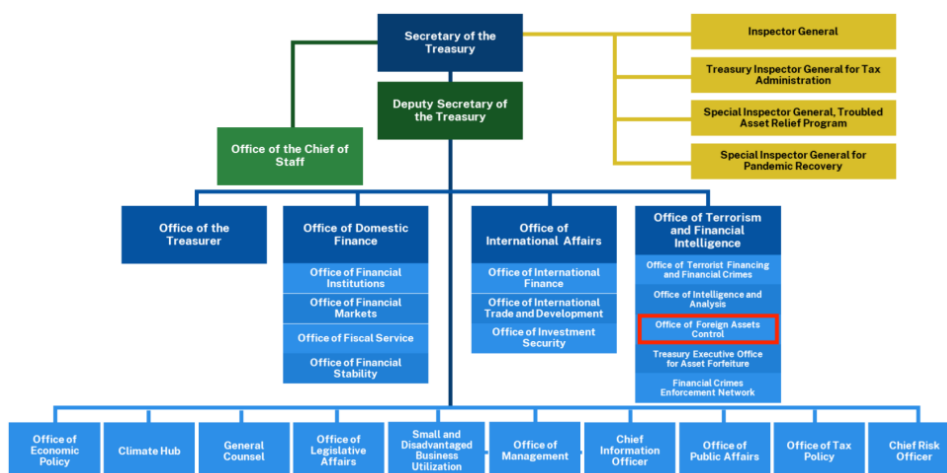 Secretary of the
Treasury
Inspector General
Treasury Inspector General for Tax
Administration
Deputy Secretary of
the Treasury
Special Inspector General, Troubled
Asset Relief Program
Office of the Chief of
Staff
Special Inspector General for
Pandemic Recovery
Office of the
Treasurer
Office of Domestic
Finance
Office of Financial
Institutions
Office of Financial
Markets
Office of Fiscal Service
Office of Financial
Stability
Office of
International Affairs
Office of International
Finance
Office of International
Trade and Development
Office of Investment
Security
Office of Terrorism
and Financial
Intelligence
Office of Terrorist Financing
and Financial Crimes
Office of Intelligence and
Analysis
Office of Foreign Assets
Control
Treasury Executive Office
for Asset Forfeiture
Financial Crimes
Enforcement Network
Office of
Economic
Policy
Climate Hub
General
Counsel
Office of
Legislative
Affairs
Small and
Disadvantaged
Business
Utilization
Office of
Management
Chief
Information
Officer
Office of
Public Affairs
Office of Tax
Policy
Chief Risk
Officer